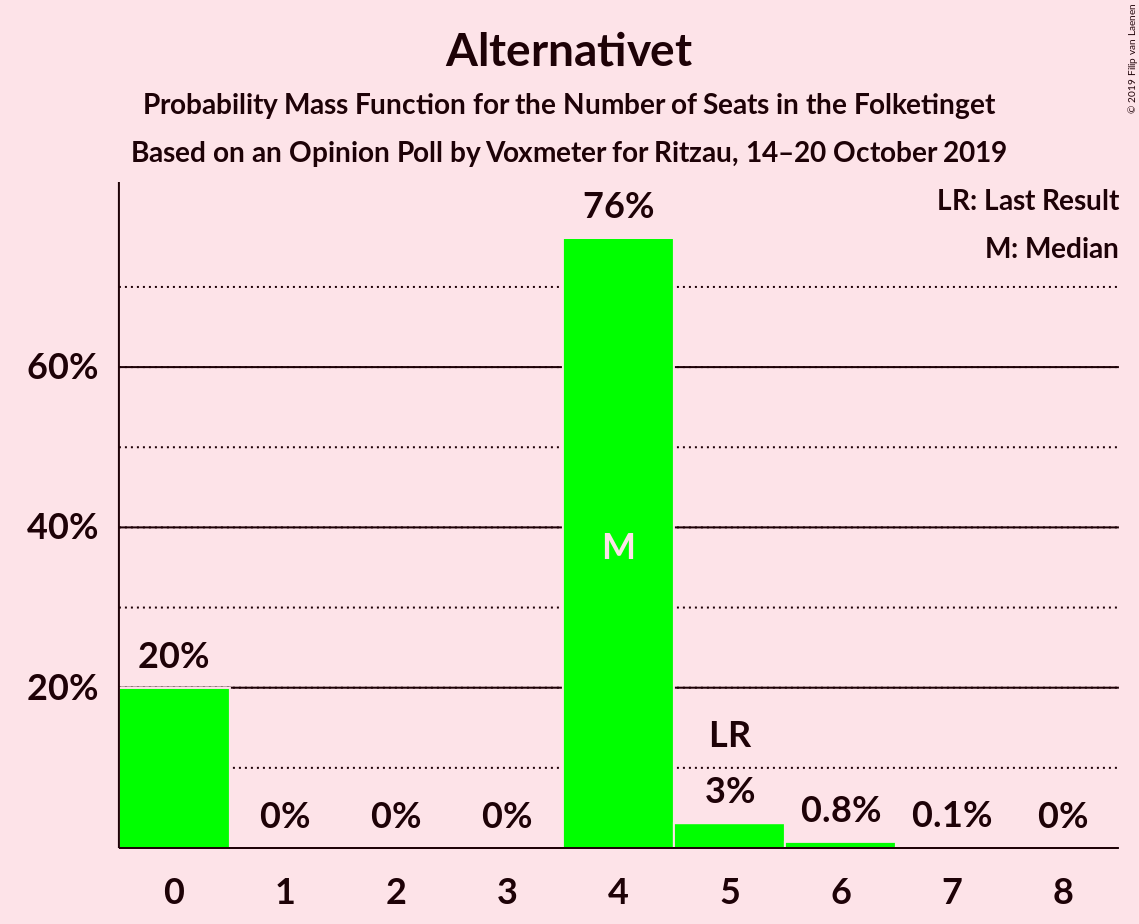 Alternativet
Probability Mass Function for the Number of Seats in the Folketinget
Based on an Opinion Poll by Voxmeter for Ritzau, 14–20 October 2019
© 2019 Filip van Laenen
LR: Last Result
M: Median
76%
60%
40%
M
20%
20%
LR
3%
0%
0%
0%
0.8%
0.1%
0%
0 1 2 3 4 5 6 7 8